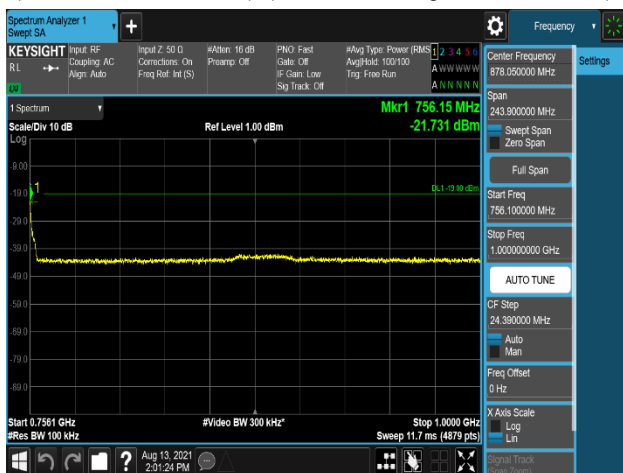 Spectrum Analyzer 1
Swept SA
+
Frequency
KEYSIGHT Input: RF Input Z: 50 Ω #Atten: 16 dB PNO: Fast #Avg Type: Power (RMS 1 2 3 4 5 6
RL Coupling: AC Corrections: On Preamp: Off Gate: Off Avg|Hold: 100/100 A W W W W W
Align: Auto Freq Ref: Int (S) IF Gain: Low Trig: Free Run
Sig Track: Off A N N N N N
Center Frequency
878.050000 MHz
Settings
Span
243.900000 MHz
Swept Span
Zero Span
Full Span
Start Freq
756.100000 MHz
Stop Freq
1.000000000 GHz
AUTO TUNE
CF Step
24.390000 MHz
Auto
Man
Freq Offset
0 Hz
X Axis Scale
Log
Lin
Signal Track
(Span Zoom)
1 Spectrum
Mkr1 756.15 MHz
Scale/Div 10 dB Ref Level 1.00 dBm -21.731 dBm
Log
-9.00
1
DL1 -19.00 dBm
-19.0
-29.0
-39.0
-49.0
-59.0
-69.0
-79.0
-89.0
Start 0.7561 GHz #Video BW 300 kHz* Stop 1.0000 GHz
#Res BW 100 kHz Sweep 11.7 ms (4879 pts)
? Aug 13, 2021
2:01:24 PM